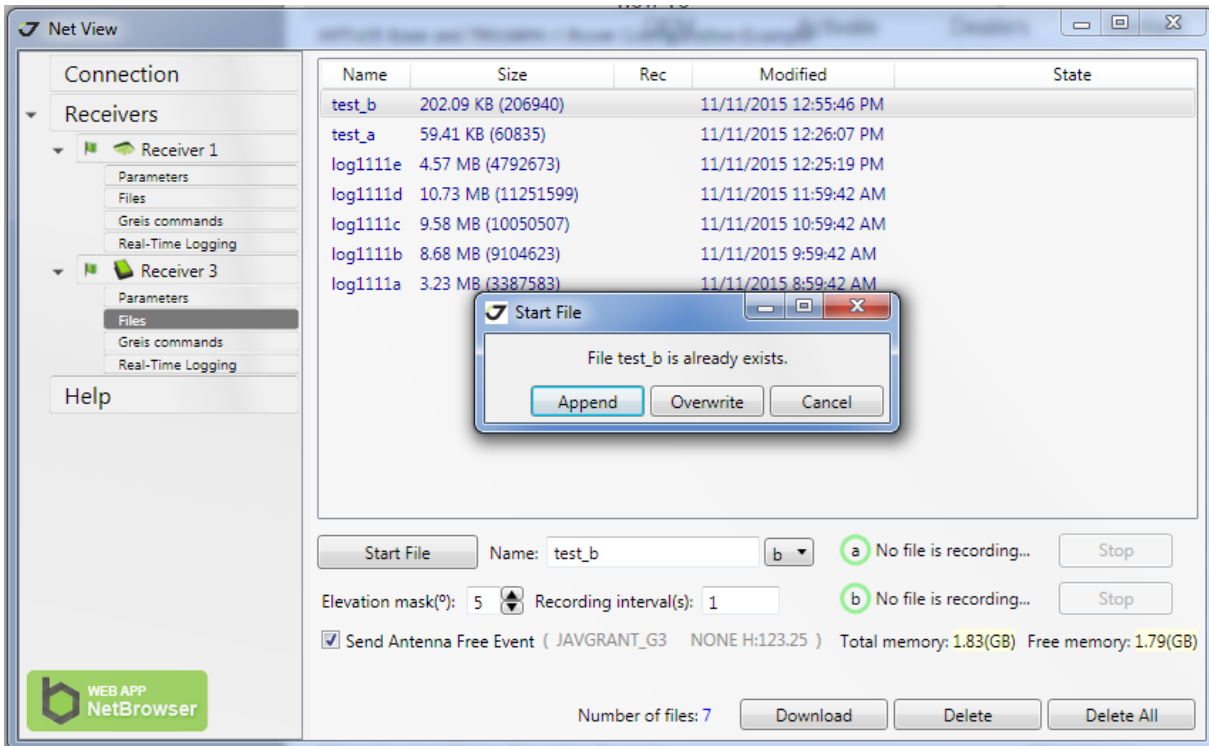 Net View
Connection
Receivers
Receiver 1
Parameters
Files
Greis commands
Real-Time Logging
Receiver 3
Parameters
Files
Greis commands
Real-Time Logging
Help
WEB APP
NetBrowser
Name Size Rec Modified State
test_b 202.09 KB (206940) 11/11/2015 12:55:46 PM
test_a 59.41 KB (60835) 11/11/2015 12:26:07 PM
log1111e 4.57 MB (4792673) 11/11/2015 12:25:19 PM
log1111d 10.73 MB (11251599) 11/11/2015 11:59:42 AM
log1111c 9.58 MB (10050507) 11/11/2015 10:59:42 AM
log1111b 8.68 MB (9104623) 11/11/2015 9:59:42 AM
log1111a 3.23 MB (3387583) 11/11/2015 8:59:42 AM
Start File
File test_b is already exists.
Append Overwrite Cancel
Start File Name: test_b b a No file is recording... Stop
Elevation mask(º): 5 Recording interval(s): 1 b No file is recording... Stop
Send Antenna Free Event ( JAVGRANT_G3 NONE H:123.25 ) Total memory: 1.83(GB) Free memory: 1.79(GB)
Number of files: 7 Download Delete Delete All